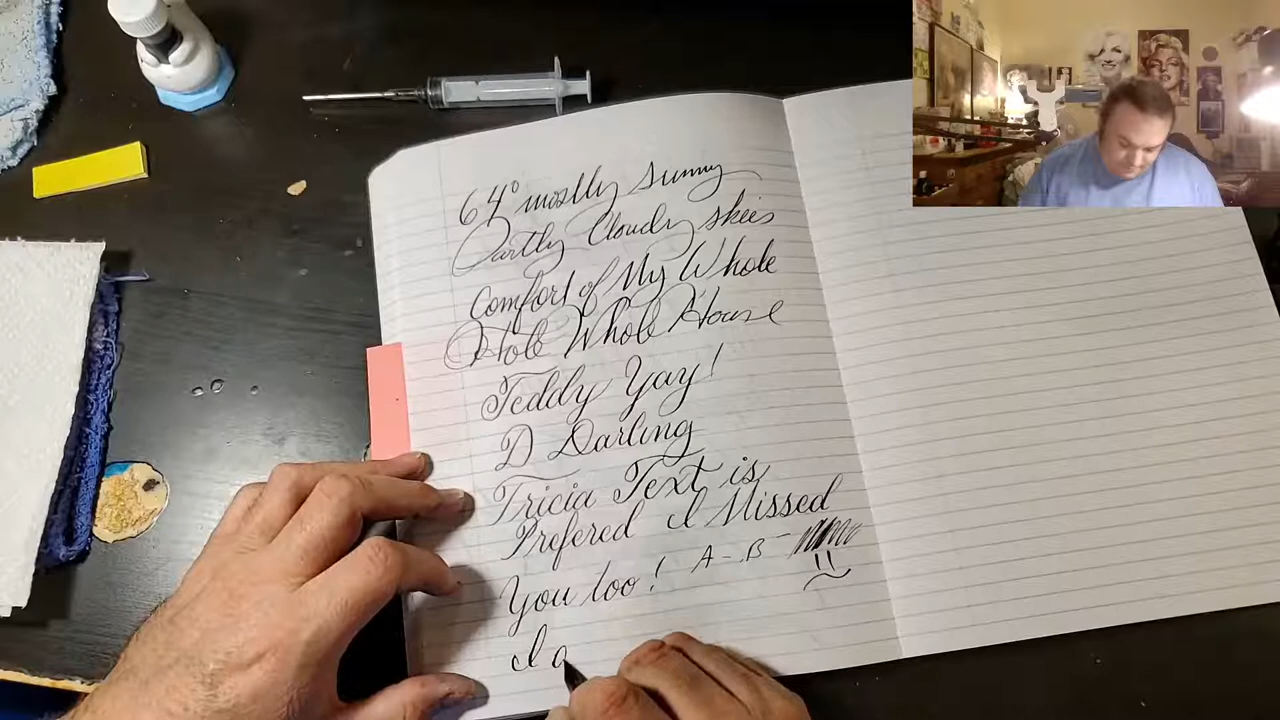 64° mostly Sunny
Partly Cloudy skies
Comfort of My Whole
Hole Whole House
Teddy Yay!
D Darling
Tricia Text is
Prefered I Missed
You too! A-B-
I a